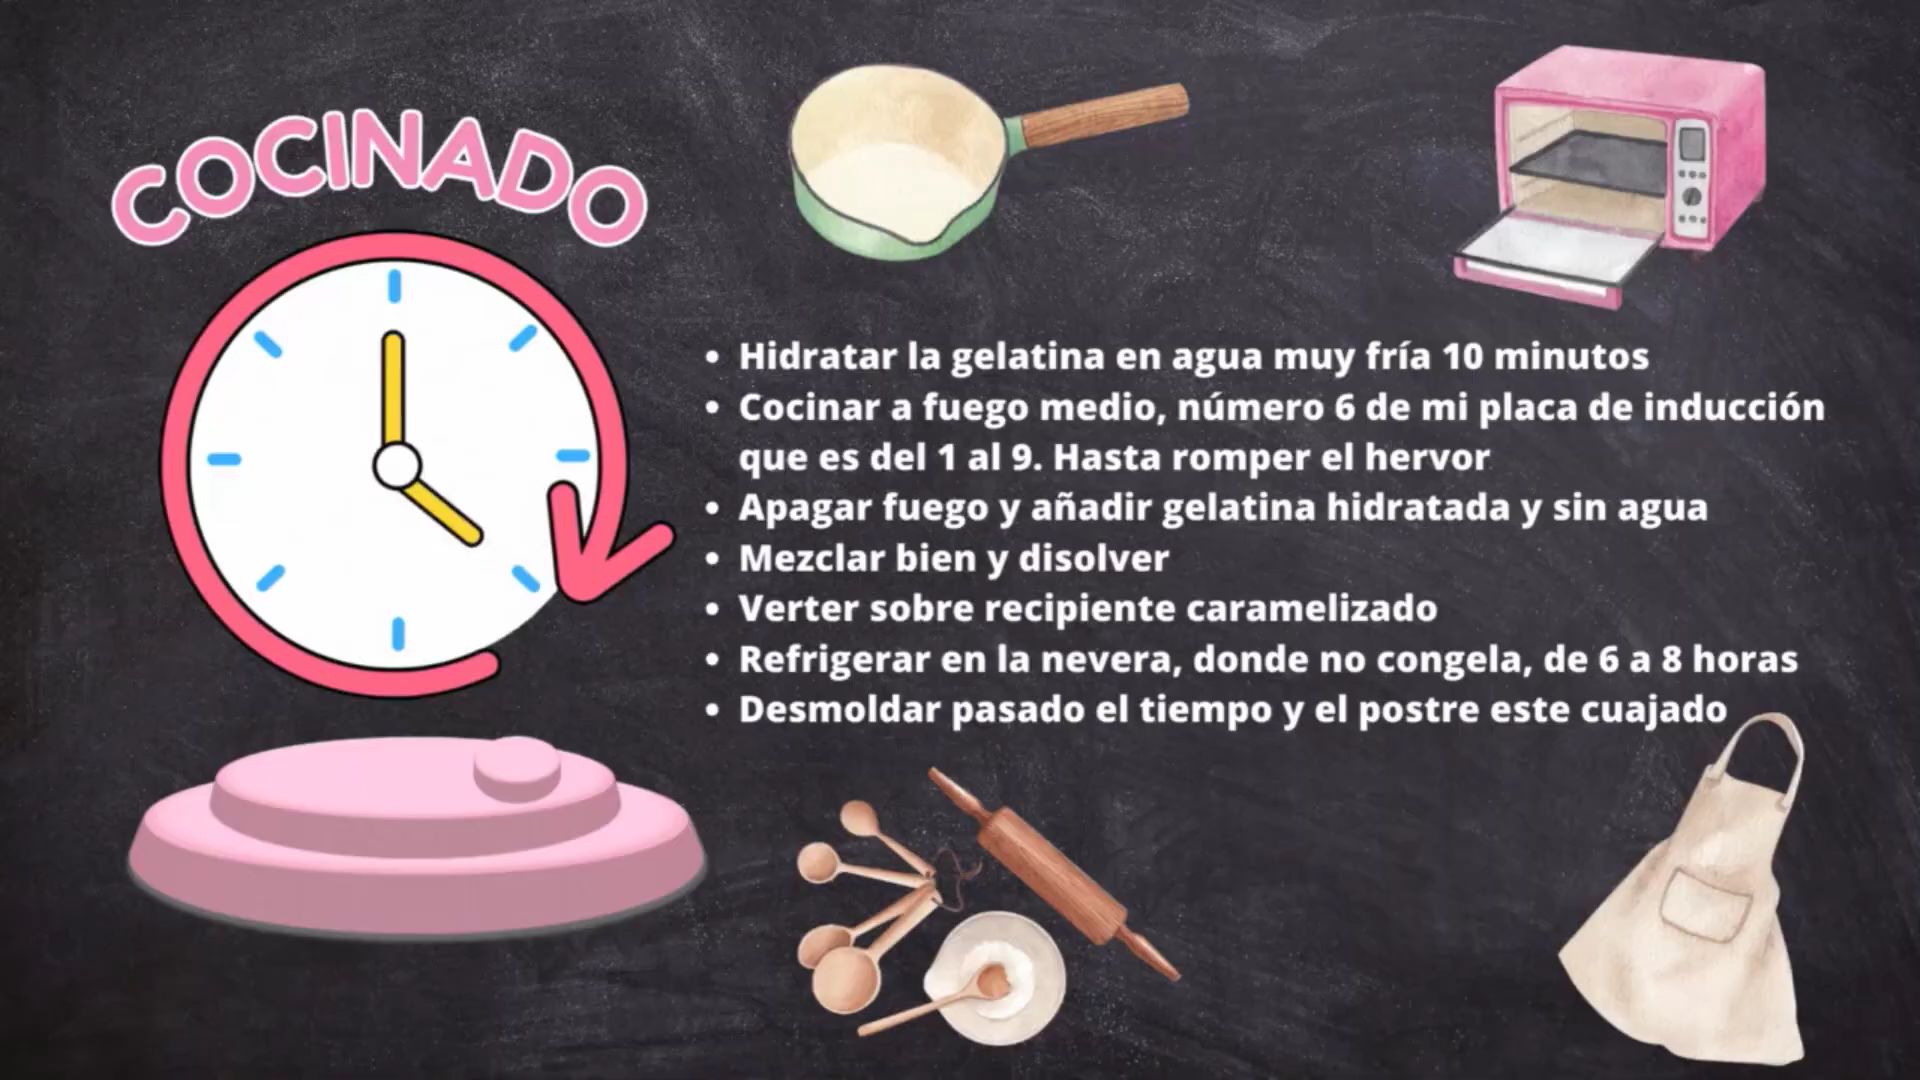 COCINADO
• Hidratar la gelatina en agua muy fría 10 minutos
• Cocinar a fuego medio, número 6 de mi placa de inducción
que es del 1 al 9. Hasta romper el hervor
• Apagar fuego y añadir gelatina hidratada y sin agua
• Mezclar bien y disolver
• Verter sobre recipiente caramelizado
• Refrigerar en la nevera, donde no congela, de 6 a 8 horas
• Desmoldar pasado el tiempo y el postre este cuajado